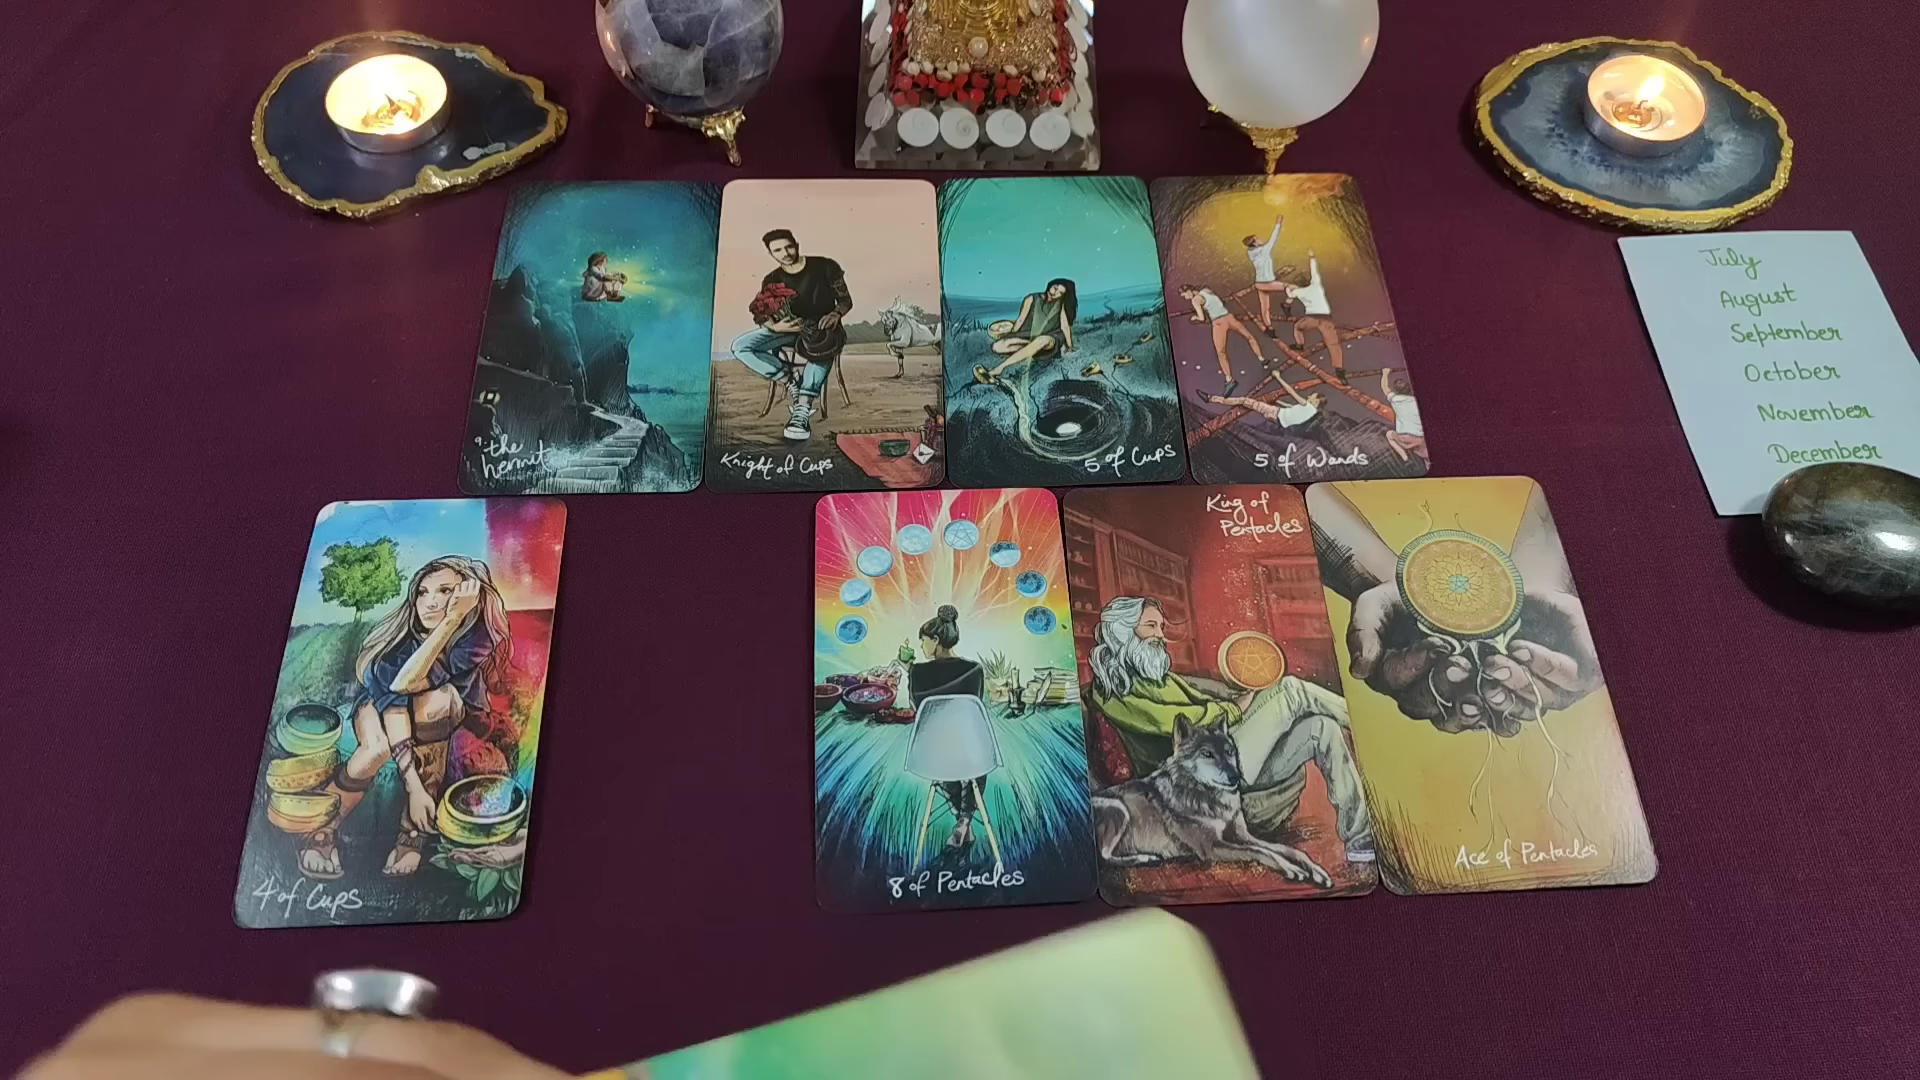 9. the
hermit
Knight of Cups
5 of Cups
5 of Wands
July
August
September
October
November
December
4 of Cups
8 of Pentacles
King of
Pentacles
Ace of Pentacles